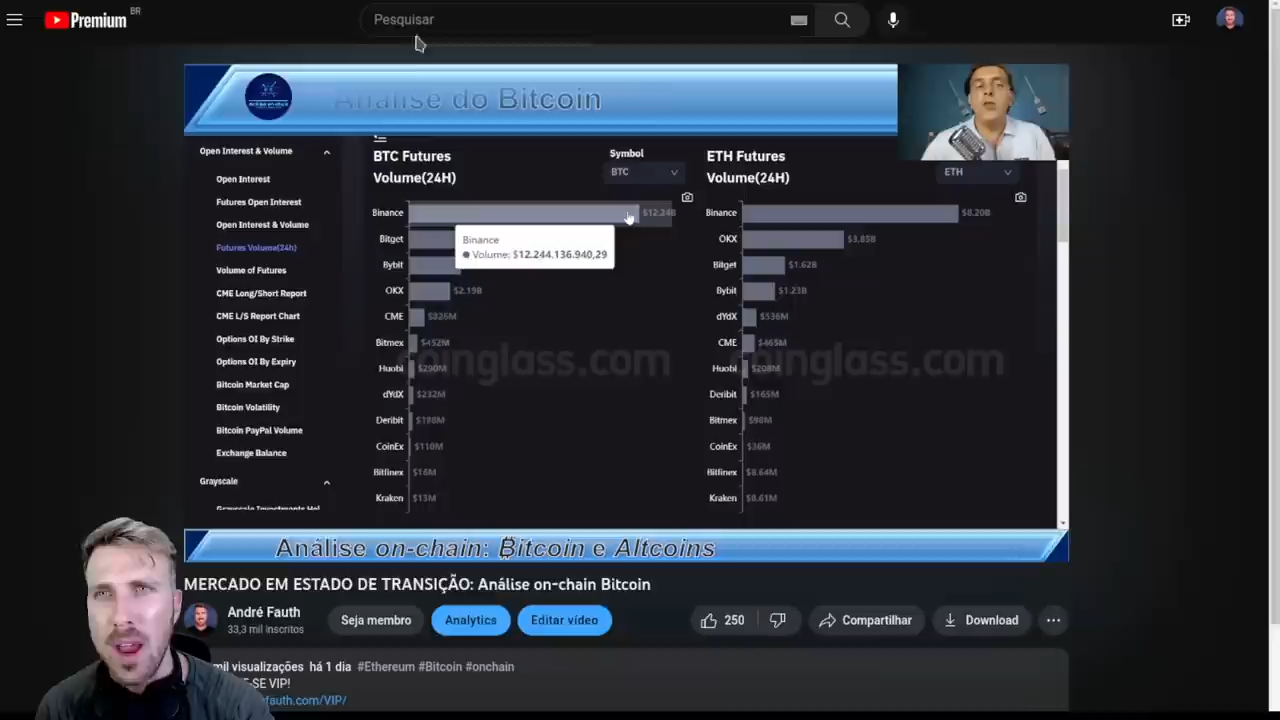 Premium BR
Pesquisar
Análise do Bitcoin
Open Interest & Volume
Open Interest
Futures Open Interest
Open Interest & Volume
Futures Volume(24h)
Volume of Futures
CME Long/Short Report
CME L/S Report Chart
Options OI By Strike
Options OI By Expiry
Bitcoin Market Cap
Bitcoin Volatility
Bitcoin PayPal Volume
Exchange Balance
Grayscale
BTC Futures
Volume(24H)
Symbol
BTC
Binance $12.24B
Bitget
Bybit
OKX $2.19B
CME $826M
Bitmex $452M
Huobi $290M
dYdX $232M
Deribit $188M
CoinEx $110M
Bitfinex $16M
Kraken $13M
Binance
Volume: $12.244.136.940,29
coinglass.com
ETH Futures
Volume(24H)
ETH
Binance $8.20B
OKX $3.85B
Bitget $1.62B
Bybit $1.23B
dYdX $536M
CME $465M
Huobi $208M
Deribit $165M
Bitmex $98M
CoinEx $36M
Bitfinex $8.64M
Kraken $8.61M
coinglass.com
Análise on-chain: ₿itcoin e Altcoins
MERCADO EM ESTADO DE TRANSIÇÃO: Análise on-chain Bitcoin
André Fauth
33,3 mil inscritos
Seja membro
Analytics
Editar vídeo
250
Compartilhar
Download
mil visualizações há 1 dia #Ethereum #Bitcoin #onchain
-SE VIP!
fauth.com/VIP/